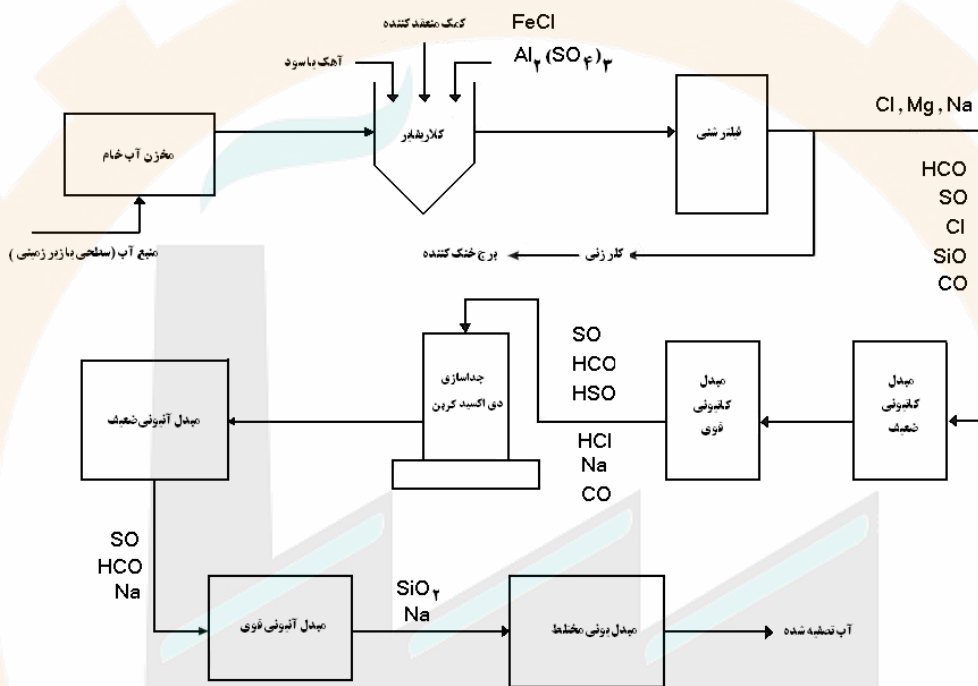 کمک منعقد کننده
FeCl
آهک یا سود
Al۲(SO۴)۳
مخزن آب خام
کلاریفایر
فیلتر شنی
Cl , Mg , Na
HCO
SO
Cl
SiO
CO
منبع آب (سطحی یا زیر زمینی)
برج خنک کننده
کلر زنی
مبدل
کاتیونی
ضعیف
مبدل
کاتیونی
قوی
SO
HCO
HSO
HCl
Na
CO
جداسازی
دی اکسید کربن
مبدل آنیونی ضعیف
SO
HCO
Na
مبدل آنیونی قوی
SiO۲
Na
مبدل یونی مختلط
آب تصفیه شده